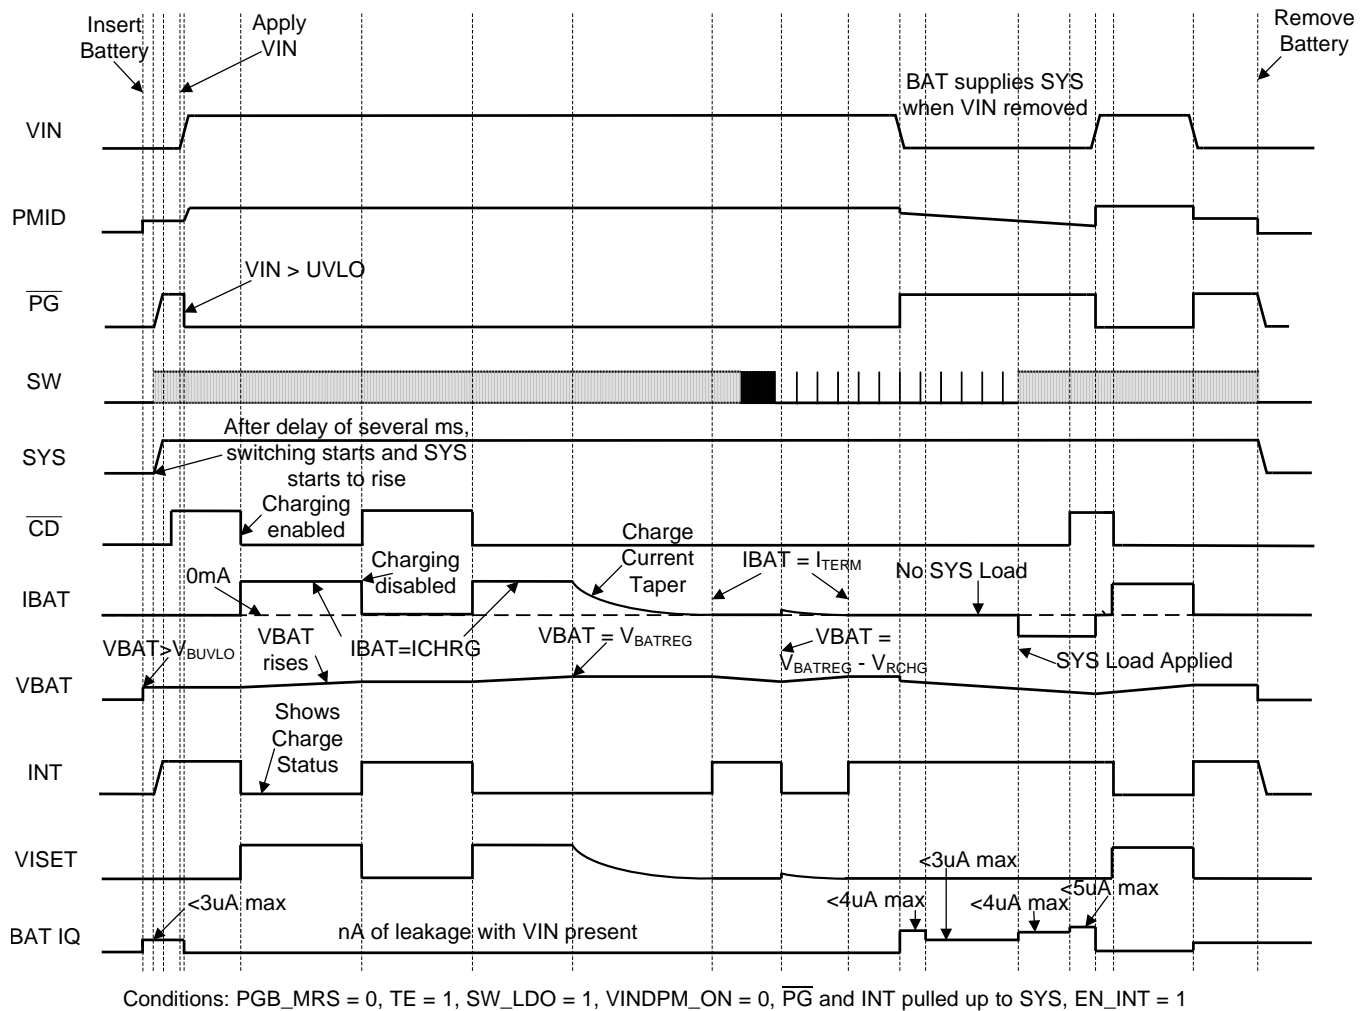 Insert
Battery
Apply
VIN
Remove
Battery
BAT supplies SYS
when VIN removed
VIN
PMID
VIN > UVLO
PG
SW
After delay of several ms,
switching starts and SYS
starts to rise
SYS
Charging
enabled
CD
Charging
disabled
Charge
Current
Taper
IBAT = ITERM
No SYS Load
0mA
IBAT
VBAT>VBUVLO
VBAT
rises
IBAT=ICHRG
VBAT = VBATREG
VBAT =
VBATREG - VRCHG
SYS Load Applied
VBAT
Shows
Charge
Status
INT
VISET
<3uA max
<4uA max
<3uA max
<4uA max
<5uA max
BAT IQ
nA of leakage with VIN present
Conditions: PGB_MRS = 0, TE = 1, SW_LDO = 1, VINDPM_ON = 0, PG and INT pulled up to SYS, EN_INT = 1